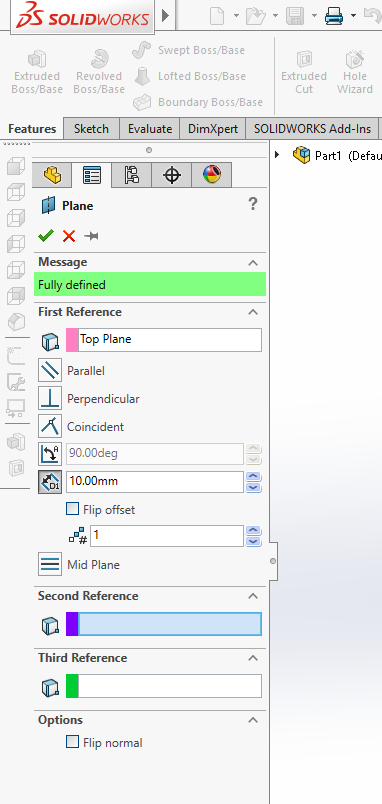 SOLIDWORKS
Extruded Boss/Base
Revolved Boss/Base
Swept Boss/Base
Lofted Boss/Base
Boundary Boss/Base
Extruded Cut
Hole Wizard
Features Sketch Evaluate DimXpert SOLIDWORKS Add-Ins
Part1 (Defau
Plane ?
Message
Fully defined
First Reference
Top Plane
Parallel
Perpendicular
Coincident
A
90.00deg
D1
10.00mm
Flip offset
#
1
Mid Plane
Second Reference
Third Reference
Options
Flip normal